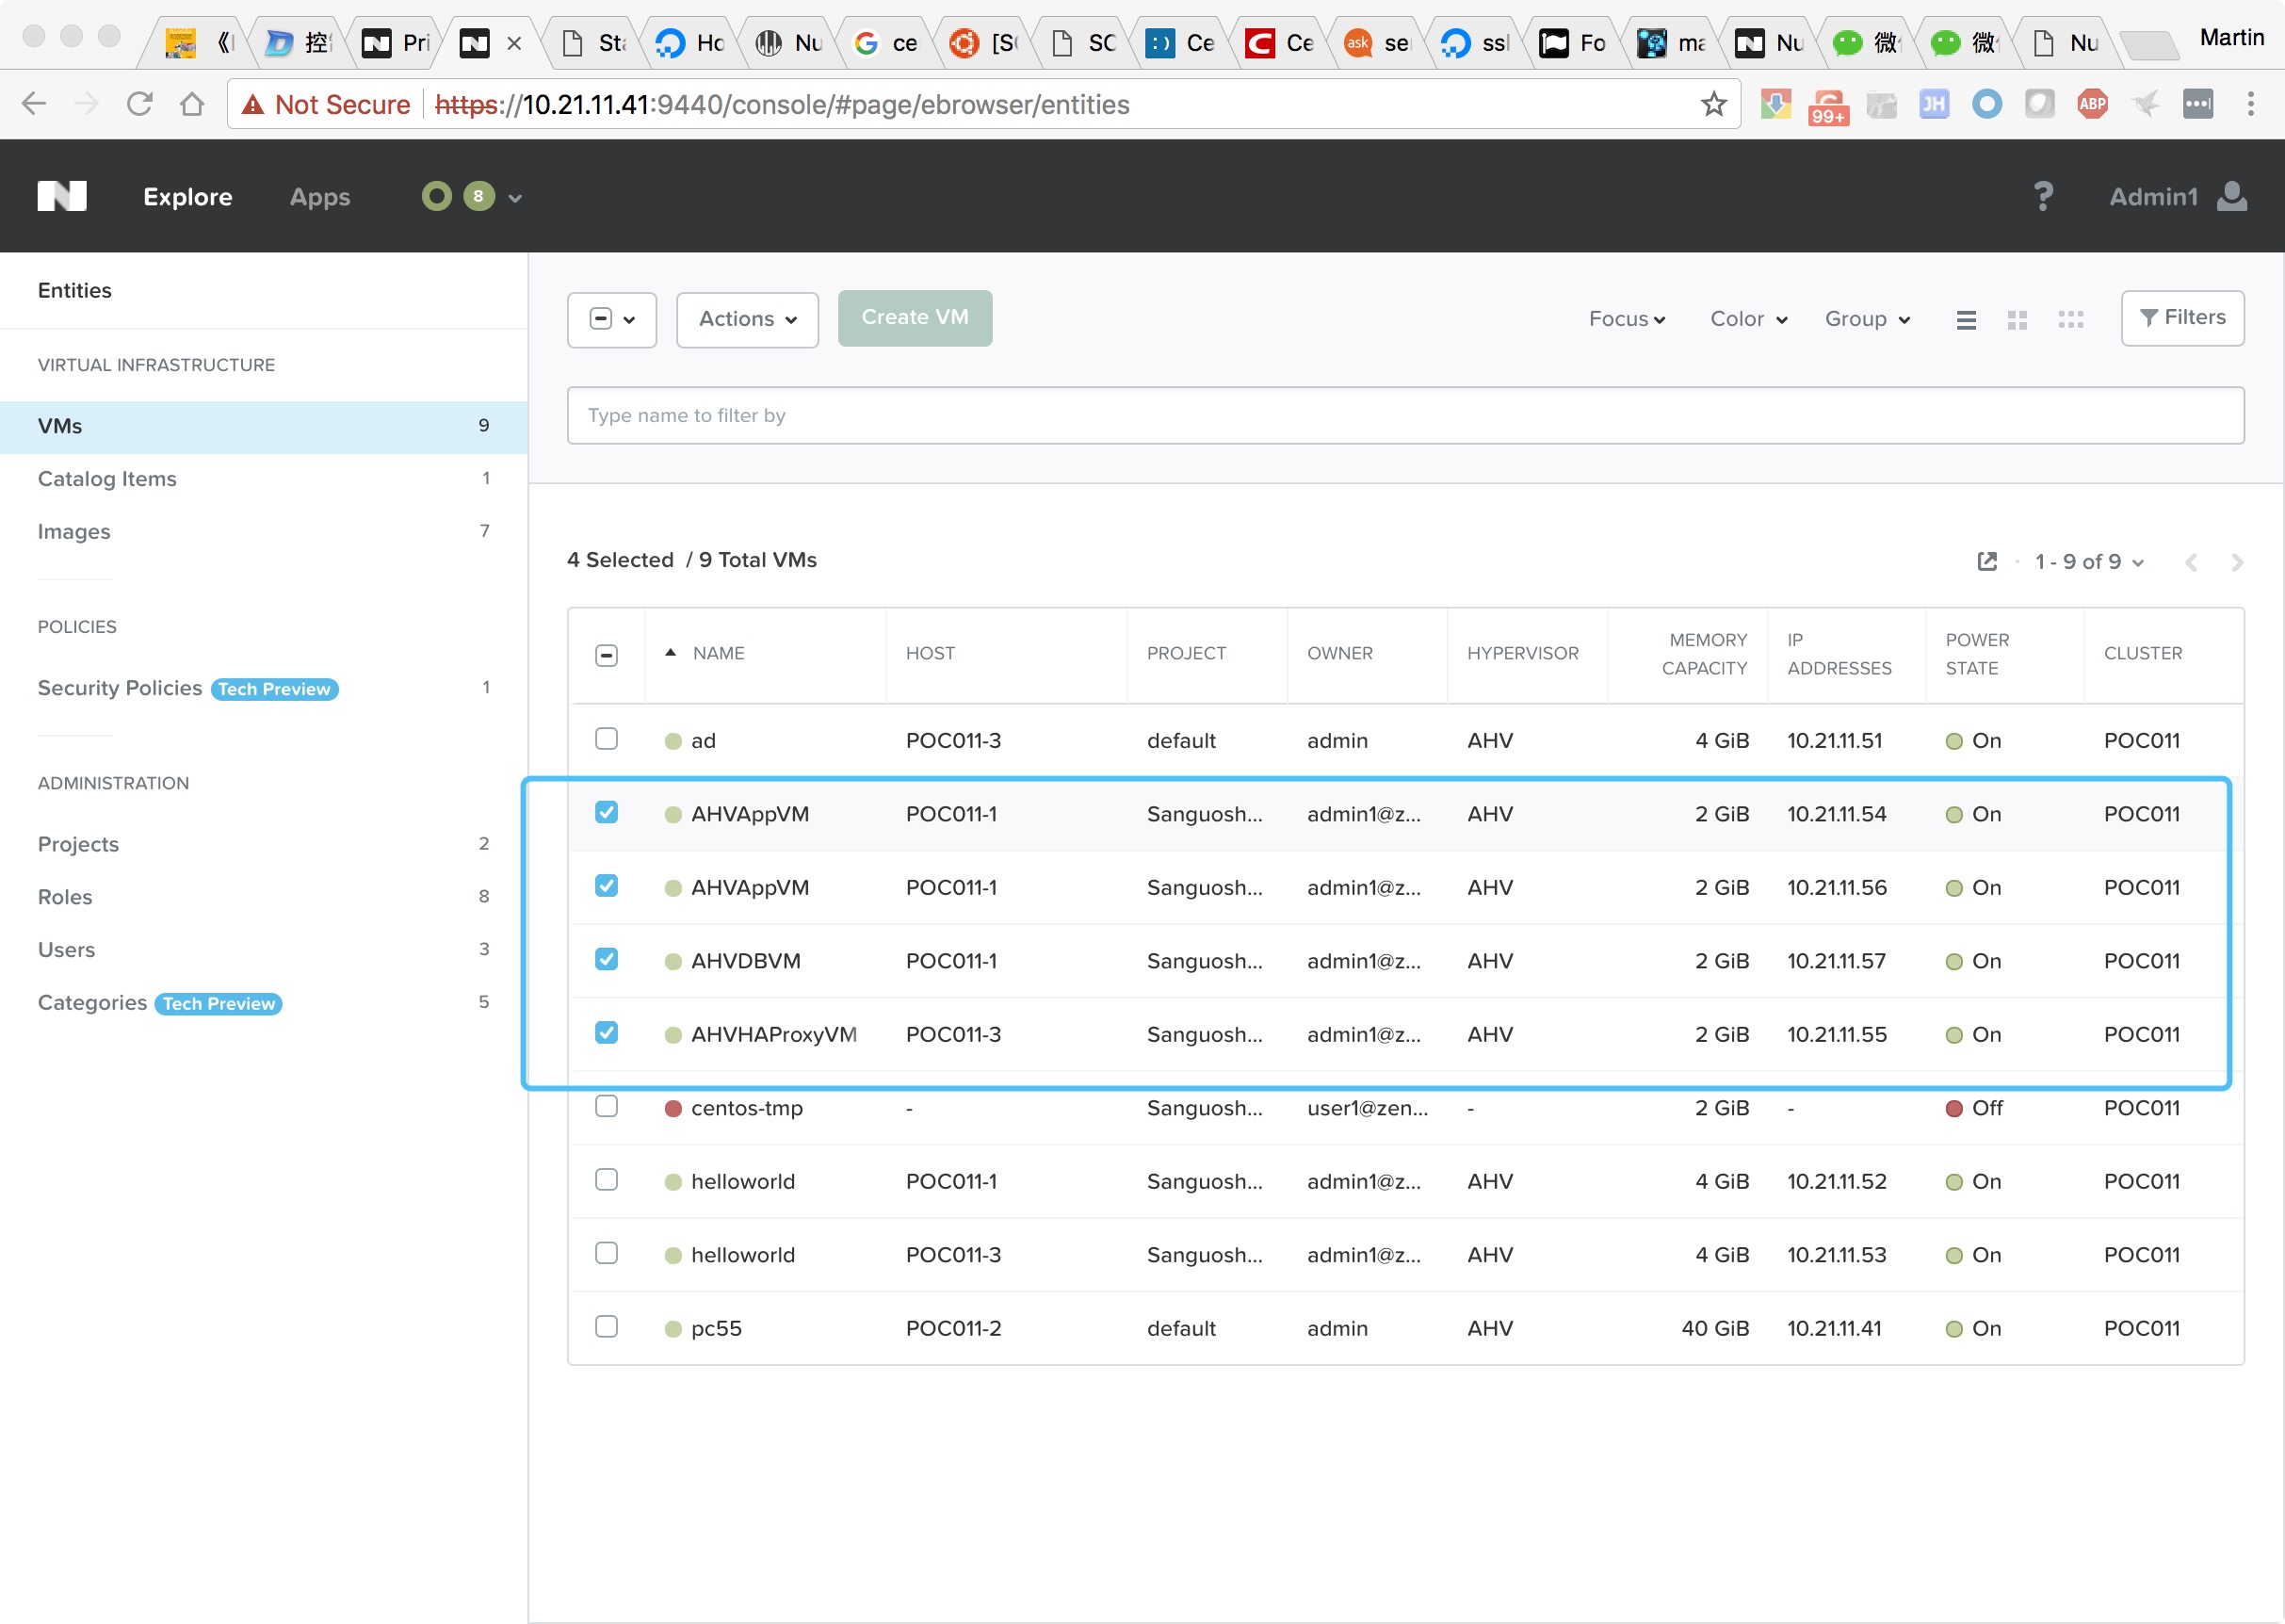 《
控
Pri
Sta
Ho
Nu
ce
[S
SC
Ce
Ce
ask
se
ssl
Fo
ma
Nu
微
微
Nu
Martin
Not Secure
https://10.21.11.41:9440/console/#page/ebrowser/entities
99+
JH
ABP
Explore
Apps
8
?
Admin1
Entities
VIRTUAL INFRASTRUCTURE
VMs 9
Catalog Items 1
Images 7
POLICIES
Security Policies Tech Preview 1
ADMINISTRATION
Projects 2
Roles 8
Users 3
Categories Tech Preview 5
Actions
Create VM
Focus
Color
Group
Filters
Type name to filter by
4 Selected / 9 Total VMs
1 - 9 of 9
NAME HOST PROJECT OWNER HYPERVISOR MEMORY CAPACITY IP ADDRESSES POWER STATE CLUSTER
ad POC011-3 default admin AHV 4 GiB 10.21.11.51 On POC011
AHVAppVM POC011-1 Sanguosh... admin1@z... AHV 2 GiB 10.21.11.54 On POC011
AHVAppVM POC011-1 Sanguosh... admin1@z... AHV 2 GiB 10.21.11.56 On POC011
AHVDBVM POC011-1 Sanguosh... admin1@z... AHV 2 GiB 10.21.11.57 On POC011
AHVHAProxyVM POC011-3 Sanguosh... admin1@z... AHV 2 GiB 10.21.11.55 On POC011
centos-tmp - Sanguosh... user1@zen... - 2 GiB - Off POC011
helloworld POC011-1 Sanguosh... admin1@z... AHV 4 GiB 10.21.11.52 On POC011
helloworld POC011-3 Sanguosh... admin1@z... AHV 4 GiB 10.21.11.53 On POC011
pc55 POC011-2 default admin AHV 40 GiB 10.21.11.41 On POC011